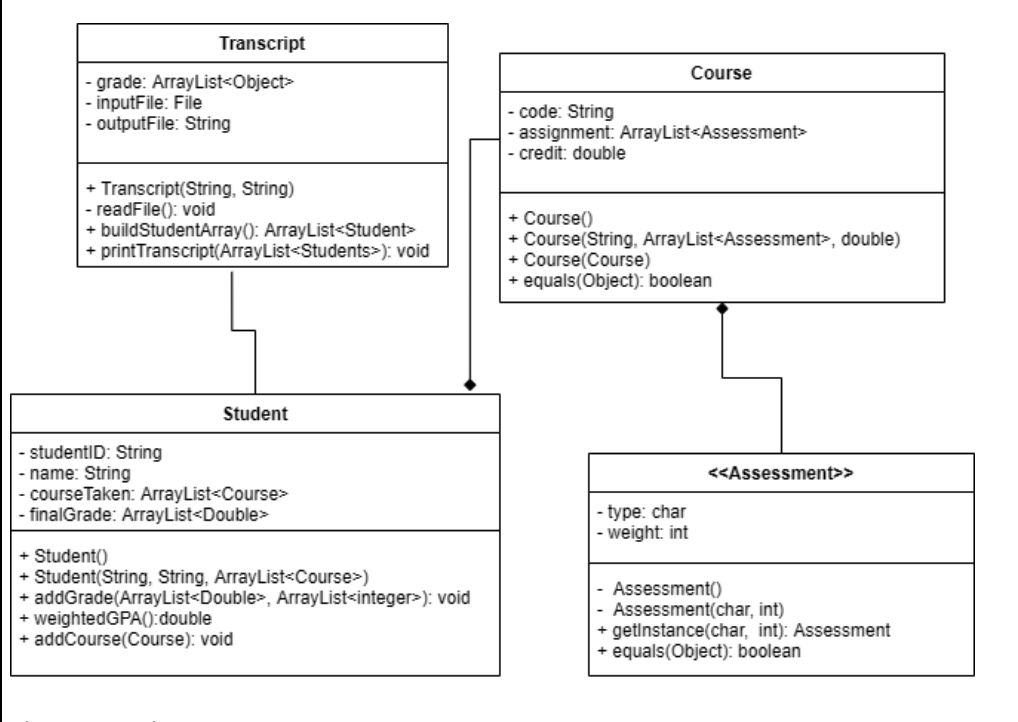 Transcript
- grade: ArrayList<Object>
- inputFile: File
- outputFile: String
+ Transcript(String, String)
- readFile(): void
+ buildStudentArray(): ArrayList<Student>
+ printTranscript(ArrayList<Students>): void
Course
- code: String
- assignment: ArrayList<Assessment>
- credit: double
+ Course()
+ Course(String, ArrayList<Assessment>, double)
+ Course(Course)
+ equals(Object): boolean
Student
- studentID: String
- name: String
- courseTaken: ArrayList<Course>
- finalGrade: ArrayList<Double>
+ Student()
+ Student(String, String, ArrayList<Course>)
+ addGrade(ArrayList<Double>, ArrayList<integer>): void
+ weightedGPA():double
+ addCourse(Course): void
<<Assessment>>
- type: char
- weight: int
- Assessment()
- Assessment(char, int)
+ getInstance(char, int): Assessment
+ equals(Object): boolean